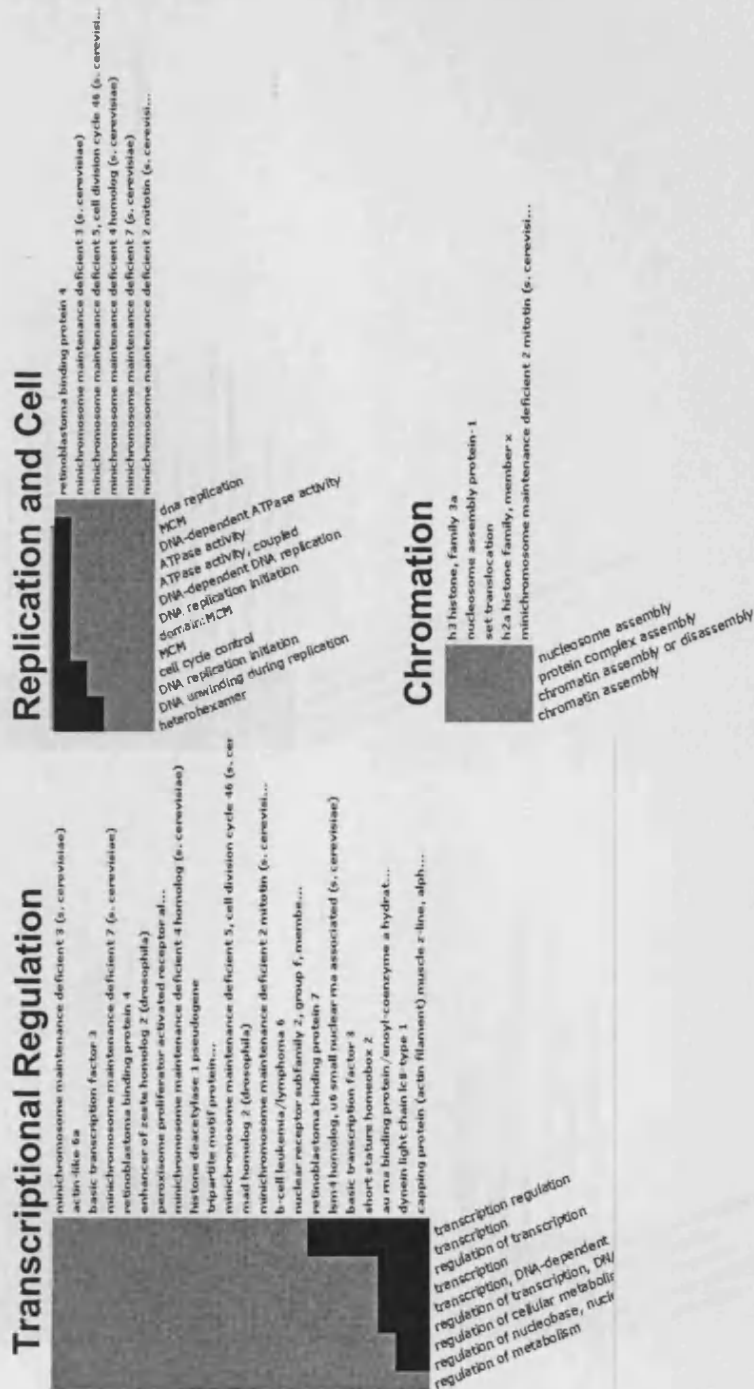 Transcriptional Regulation
minichromosome maintenance deficient 3 (s. cerevisiae)
actin-like 6a
basic transcription factor 3
minichromosome maintenance deficient 7 (s. cerevisiae)
retinoblastoma binding protein 4
enhancer of zeste homolog 2 (drosophila)
peroxisome proliferator activated receptor al...
minichromosome maintenance deficient 4 homolog (s. cerevisiae)
histone deacetylase 1 pseudogene
tripartite motif protein...
minichromosome maintenance deficient 5, cell division cycle 46 (s. cer
mad homolog 2 (drosophila)
minichromosome maintenance deficient 2 mitotin (s. cerevisi...
b-cell leukemia/lymphoma 6
nuclear receptor subfamily 2, group f, membe...
retinoblastoma binding protein 7
lsm4 homolog, u6 small nuclear rna associated (s. cerevisiae)
basic transcription factor 3
short stature homeobox 2
au rna binding protein/enoyl-coenzyme a hydrat...
dynein light chain lc8-type 1
capping protein (actin filament) muscle z-line, alph...
transcription regulation
transcription
regulation of transcription
transcription
transcription, DNA-dependent
regulation of transcription, DN
regulation of cellular metabolis
regulation of nucleobase, nucle
regulation of metabolism
Replication and Cell
retinoblastoma binding protein 4
minichromosome maintenance deficient 3 (s. cerevisiae)
minichromosome maintenance deficient 5, cell division cycle 46 (s. cerevisi...
minichromosome maintenance deficient 4 homolog (s. cerevisiae)
minichromosome maintenance deficient 7 (s. cerevisiae)
minichromosome maintenance deficient 2 mitotin (s. cerevisi...
dna replication
MCM
DNA-dependent ATPase activity
ATPase activity
ATPase activity, coupled
DNA-dependent DNA replication
DNA replication initiation
domain:MCM
MCM
cell cycle control
DNA replication initiation
DNA unwinding during replication
heterohexamer
Chromation
h3 histone, family 3a
nucleosome assembly protein-1
set translocation
h2a histone family, member x
minichromosome maintenance deficient 2 mitotin (s. cerevisi...
nucleosome assembly
protein complex assembly
chromatin assembly or disassembly
chromatin assembly